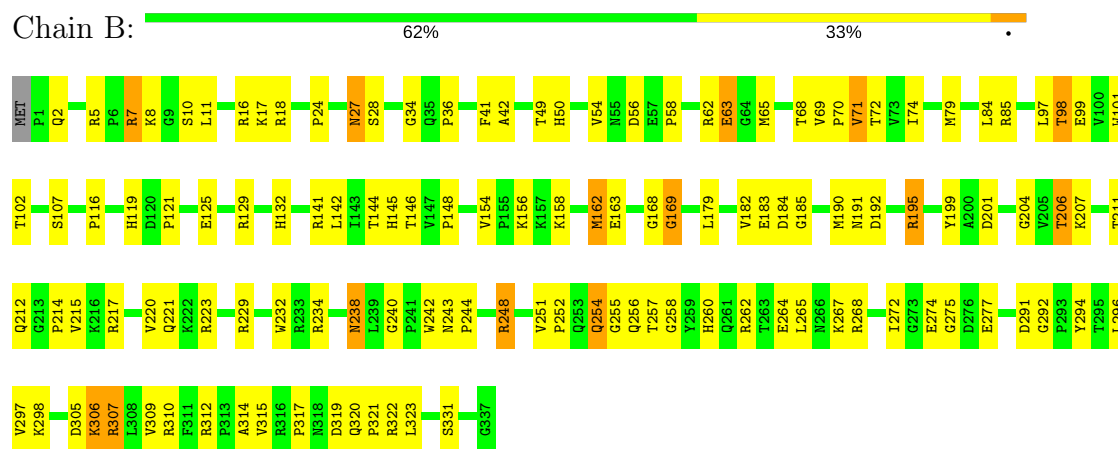 Chain B:
62% 33% •
MET P1 Q2 R5 P6 R7 K8 G9 S10 L11 R16 K17 R18 P24 N27 S28 G34 Q35 P36 F41 A42 T49 H50 V54 N55 D56 E57 P58 R62 E63 G64 M65 T68 V69 P70 V71 T72 V73 I74 M79 L84 R85 L97 T98 E99 V100 W101
T102 S107 P116 H119 D120 P121 E125 R129 H132 R141 L142 I143 T144 H145 T146 V147 P148 V154 P155 K156 K157 K158 M162 E163 G168 G169 L179 V182 E183 D184 G185 M190 N191 D192 R195 Y199 A200 D201 G204 V205 T206 K207 T211
Q212 G213 P214 V215 K216 R217 V220 Q221 K222 R223 R229 W232 R233 R234 N238 L239 G240 P241 W242 N243 P244 R248 V251 P252 Q253 Q254 G255 Q256 T257 G258 Y259 H260 Q261 R262 T263 E264 L265 N266 K267 R268 I272 G273 E274 G275 D276 E277 D291 G292 P293 Y294 T295 L296
V297 K298 D305 K306 R307 L308 V309 R310 F311 R312 P313 A314 V315 R316 P317 N318 D319 Q320 P321 R322 L323 S331 G337